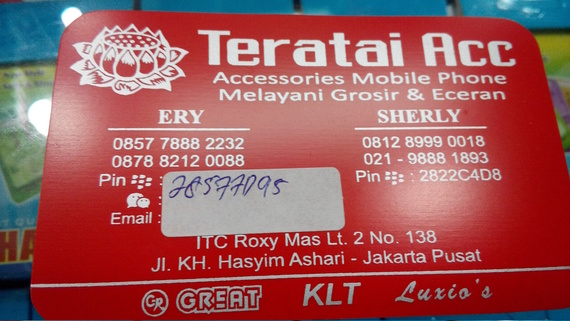 Teratai Acc
Accessories Mobile Phone
Melayani Grosir & Eceran
ERY
0857 7888 2232
0878 8212 0088
Pin : 28577D95
:
Email :
SHERLY
0812 8999 0018
021 - 9888 1893
Pin : 2822C4D8
ITC Roxy Mas Lt. 2 No. 138
Jl. KH. Hasyim Ashari - Jakarta Pusat
GR GREAT KLT Luxio's